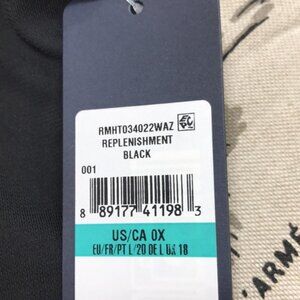 RMHT034022WAZ
REPLENISHMENT
BLACK
001
8 89177 41198 3
US/CA 0X
EU/FR/PT L/20 DE L UK 18